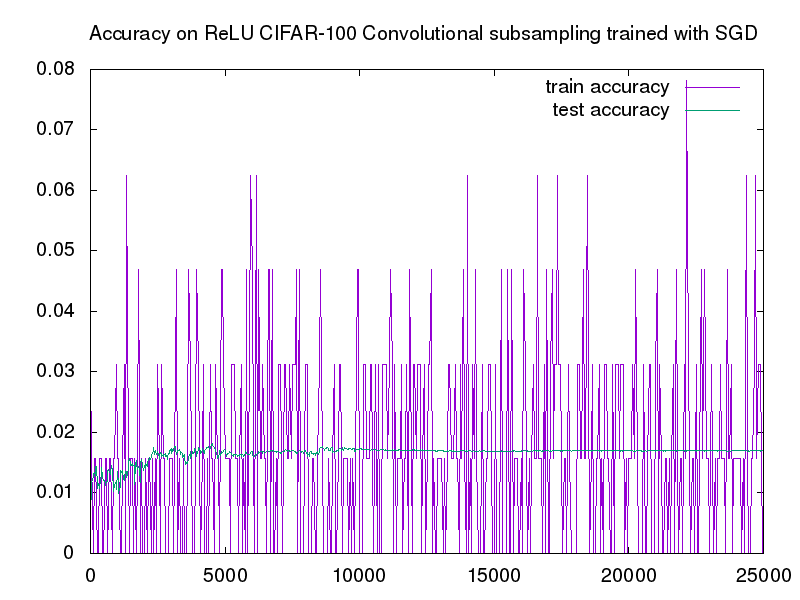 Accuracy on ReLU CIFAR-100 Convolutional subsampling trained with SGD
0.08
train accuracy
test accuracy
0.07
0.06
0.05
0.04
0.03
0.02
0.01
0
0 5000 10000 15000 20000 25000